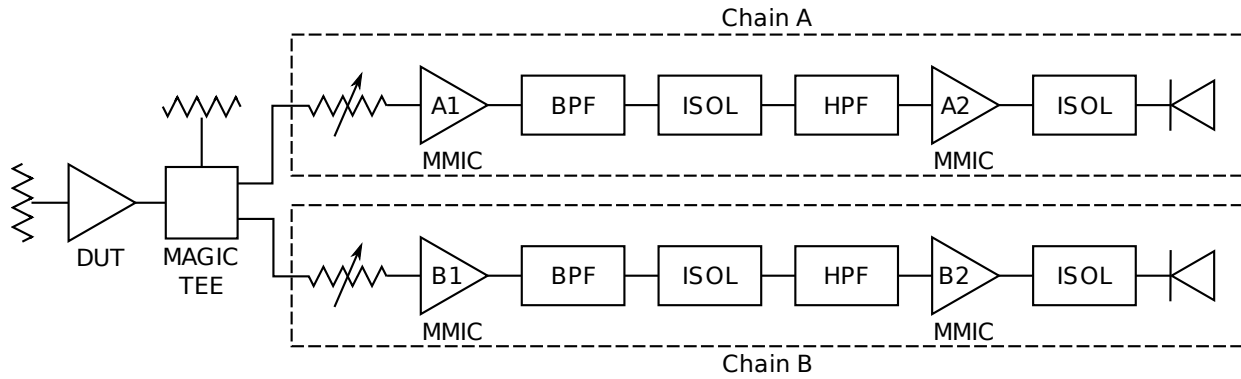 Chain A
A1
BPF
ISOL
HPF
A2
ISOL
MMIC
MMIC
DUT
MAGIC
TEE
B1
BPF
ISOL
HPF
B2
ISOL
MMIC
MMIC
Chain B